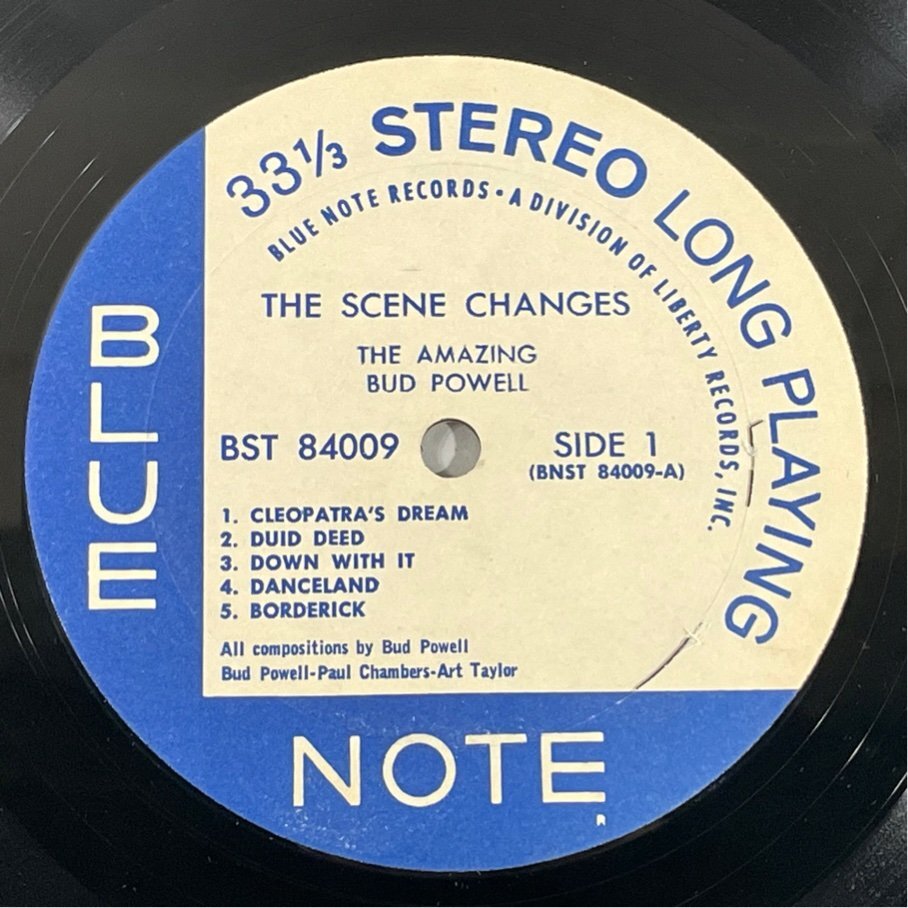 33⅓ STEREO LONG PLAYING
BLUE NOTE RECORDS • A DIVISION OF LIBERTY RECORDS, INC.
THE SCENE CHANGES
THE AMAZING
BUD POWELL
BST 84009
SIDE 1
(BNST 84009-A)
1. CLEOPATRA'S DREAM
2. DUID DEED
3. DOWN WITH IT
4. DANCELAND
5. BORDERICK
All compositions by Bud Powell
Bud Powell-Paul Chambers-Art Taylor
BLUE
NOTE
R